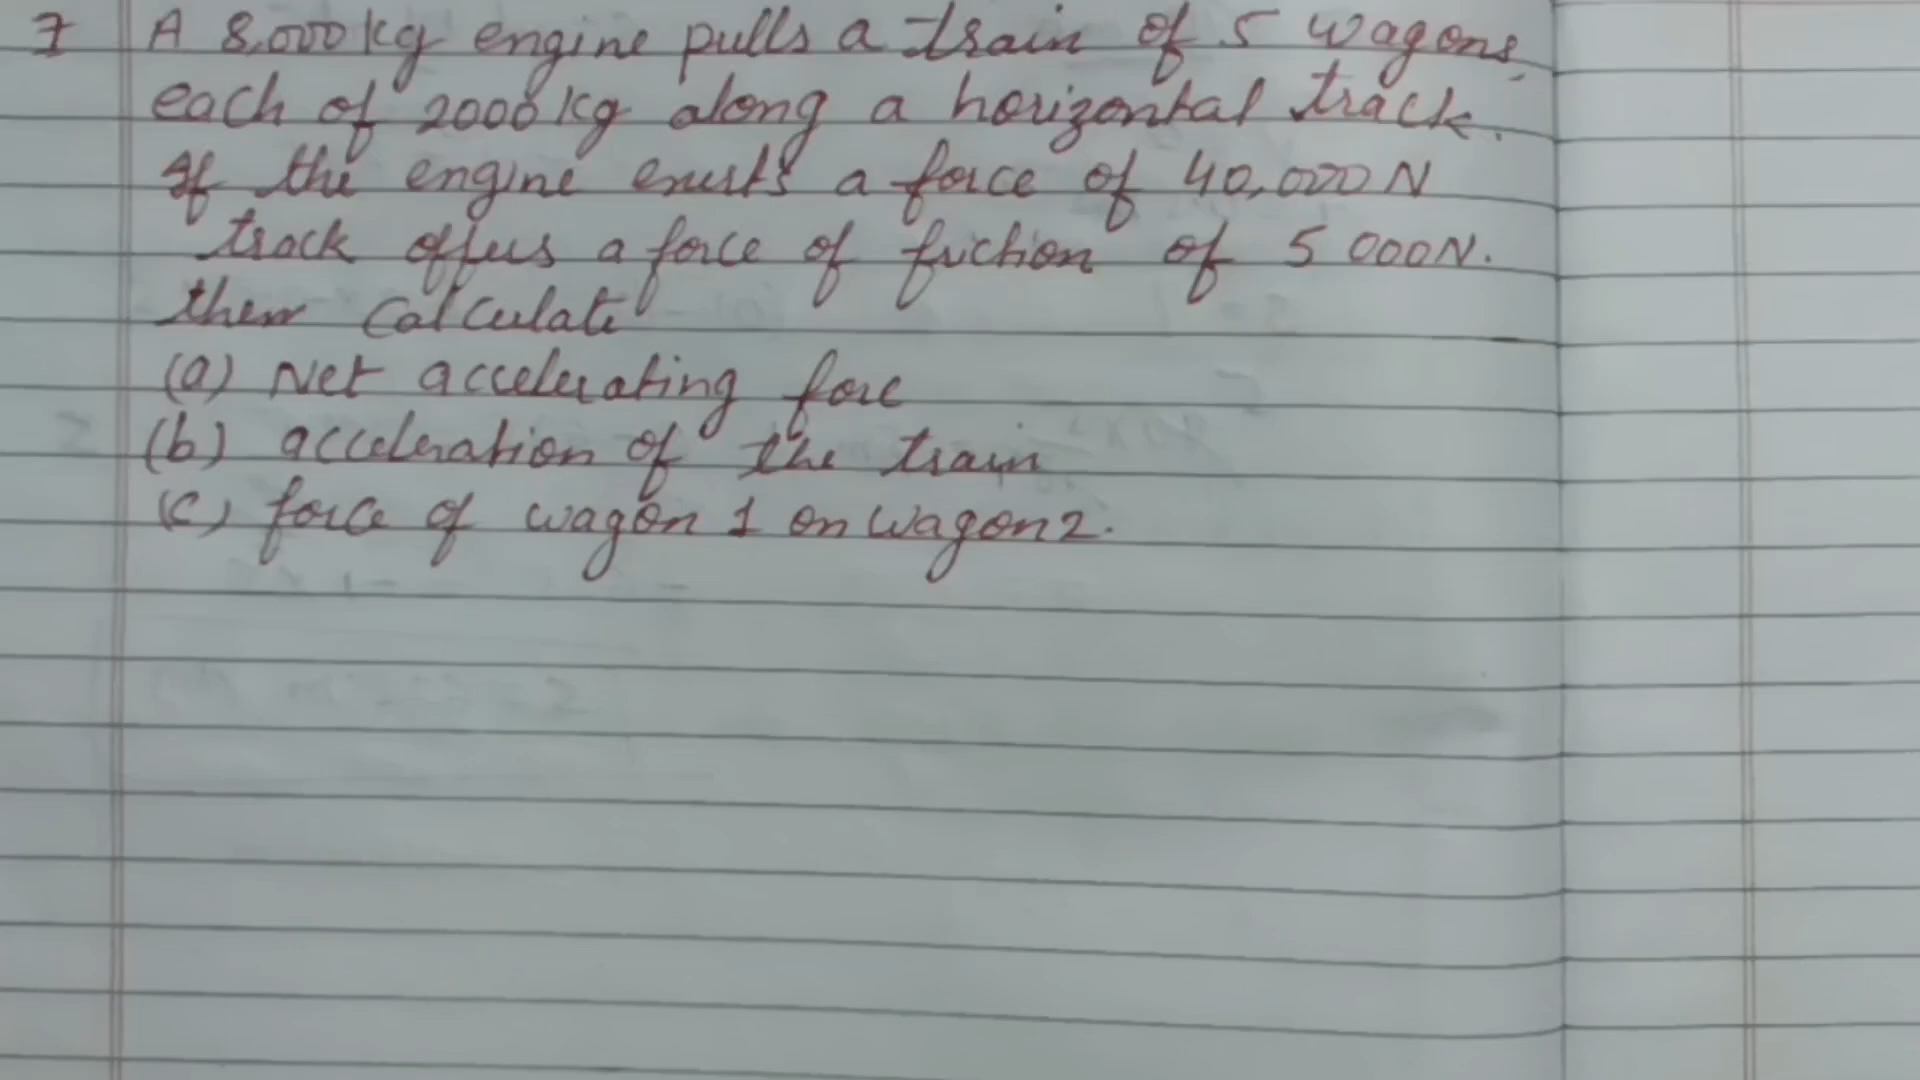 7 A 8,000 kg engine pulls a train of 5 wagons,
each of 2000 kg along a horizontal track.
If the engine exerts a force of 40,000 N
track offers a force of friction of 5 000N.
then calculate
(a) Net accelerating forc
(b) acceleration of the train
(c) force of wagon 1 on wagon 2.